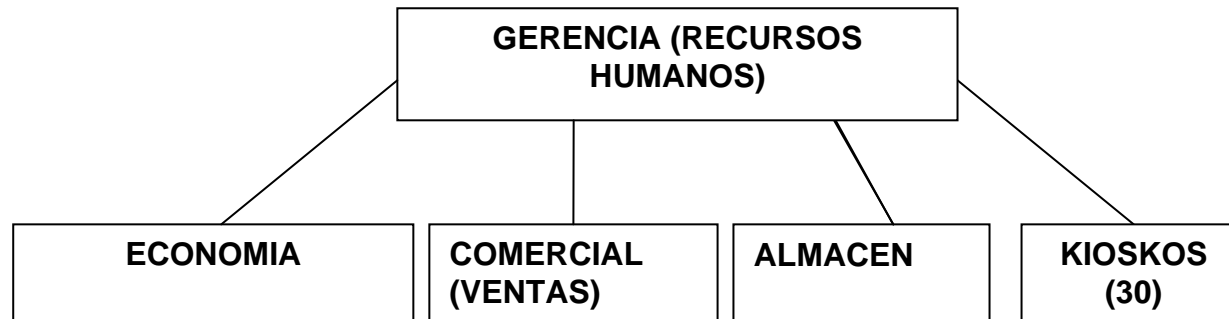 GERENCIA (RECURSOS
HUMANOS)
ECONOMIA
COMERCIAL
(VENTAS)
ALMACEN
KIOSKOS
(30)